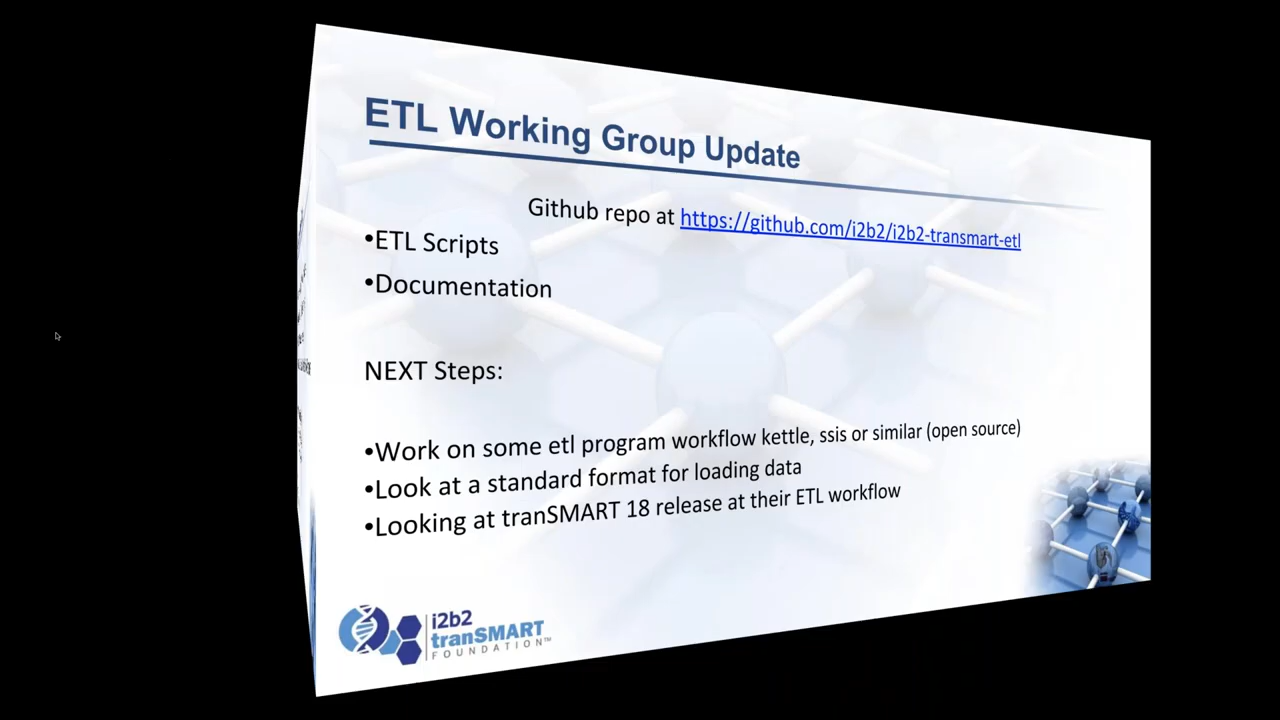 ETL Working Group Update
Github repo at https://github.com/i2b2/i2b2-transmart-etl
•ETL Scripts
•Documentation
NEXT Steps:
•Work on some etl program workflow kettle, ssis or similar (open source)
•Look at a standard format for loading data
•Looking at tranSMART 18 release at their ETL workflow
i2b2
tranSMART
FOUNDATION™